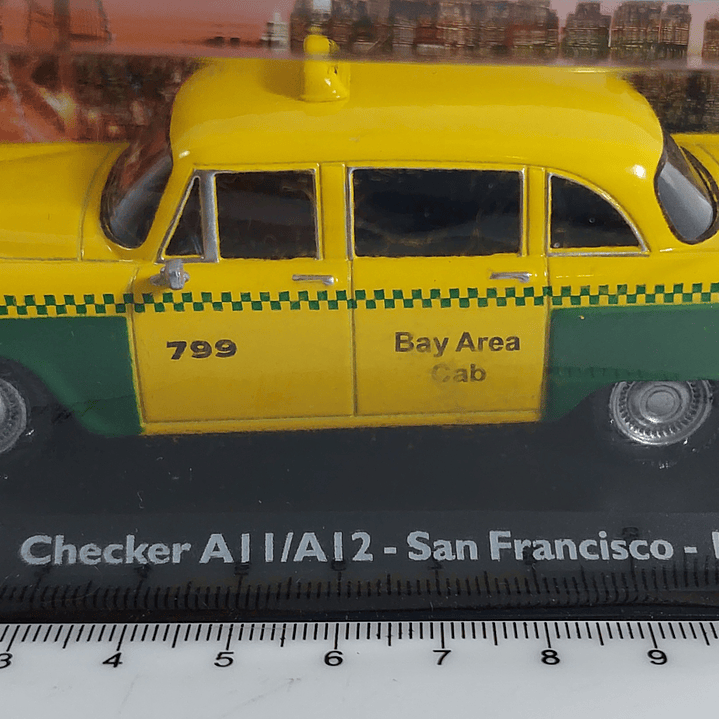 799
Bay Area
Cab
Checker A11/A12 - San Francisco -
3 4 5 6 7 8 9